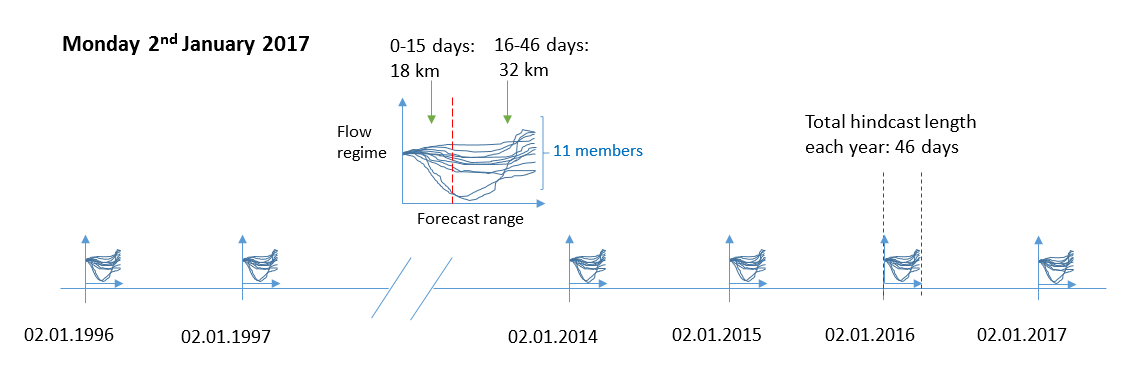 Monday 2nd January 2017
0-15 days:
18 km
16-46 days:
32 km
Flow
regime
11 members
Forecast range
Total hindcast length
each year: 46 days
02.01.1996
02.01.1997
02.01.2014
02.01.2015
02.01.2016
02.01.2017